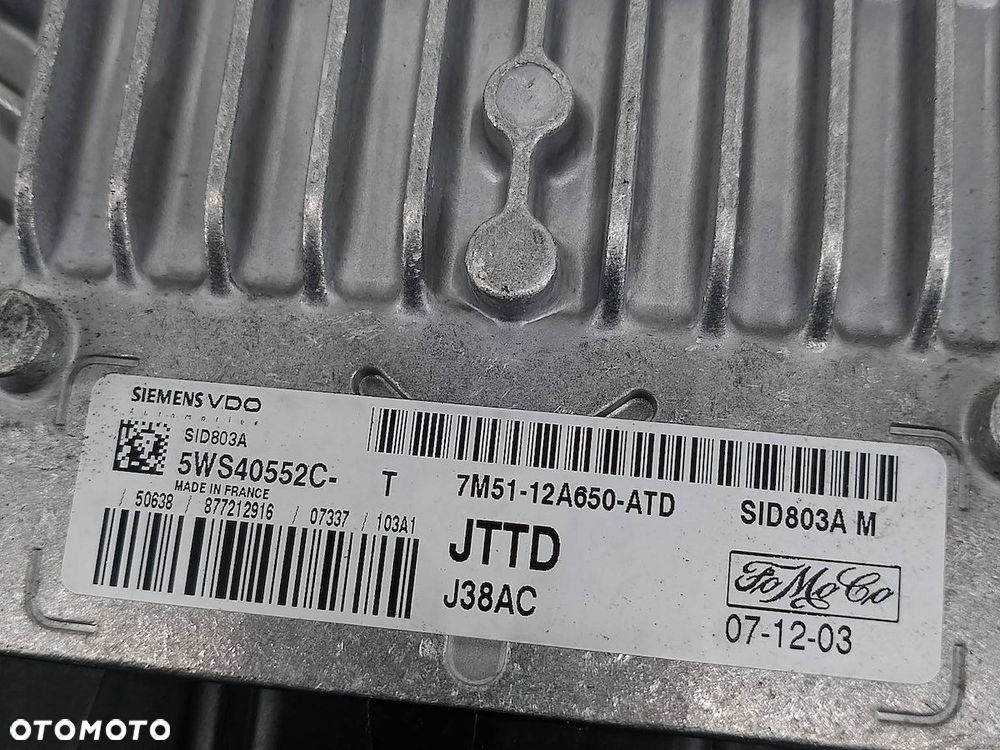 SIEMENS VDO
Automotive
SID803A
5WS40552C- T
MADE IN FRANCE
/ 50638 / 877212916 / 07337 / 103A1
7M51-12A650-ATD
SID803A M
JTTD
J38AC
FoMoCo
07-12-03
OTOMOTO